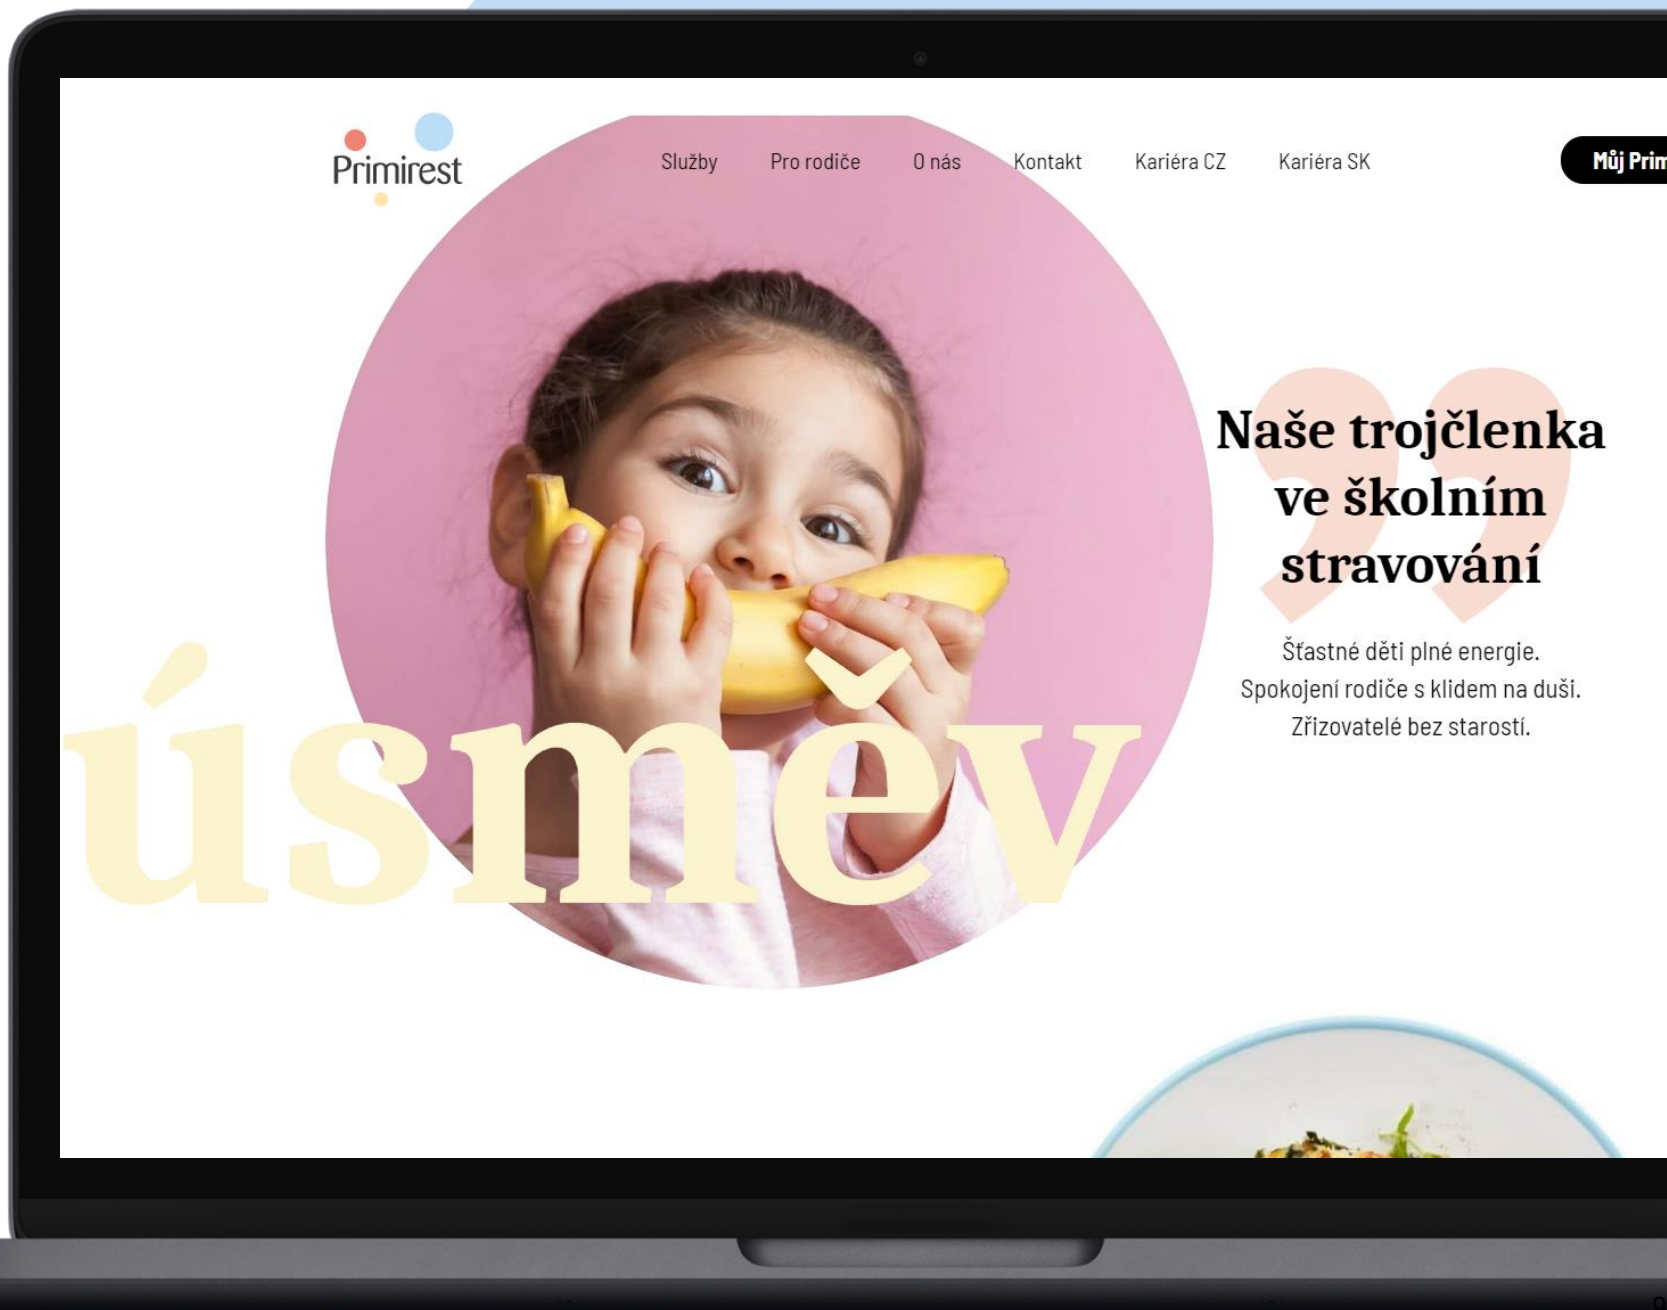 Primirest
Služby Pro rodiče O nás Kontakt Kariéra CZ Kariéra SK
Můj
Naše trojčlenka
ve školním
stravování
Šťastné děti plné energie.
Spokojení rodiče s klidem na duši.
Zřizovatelé bez starostí.
úsměv